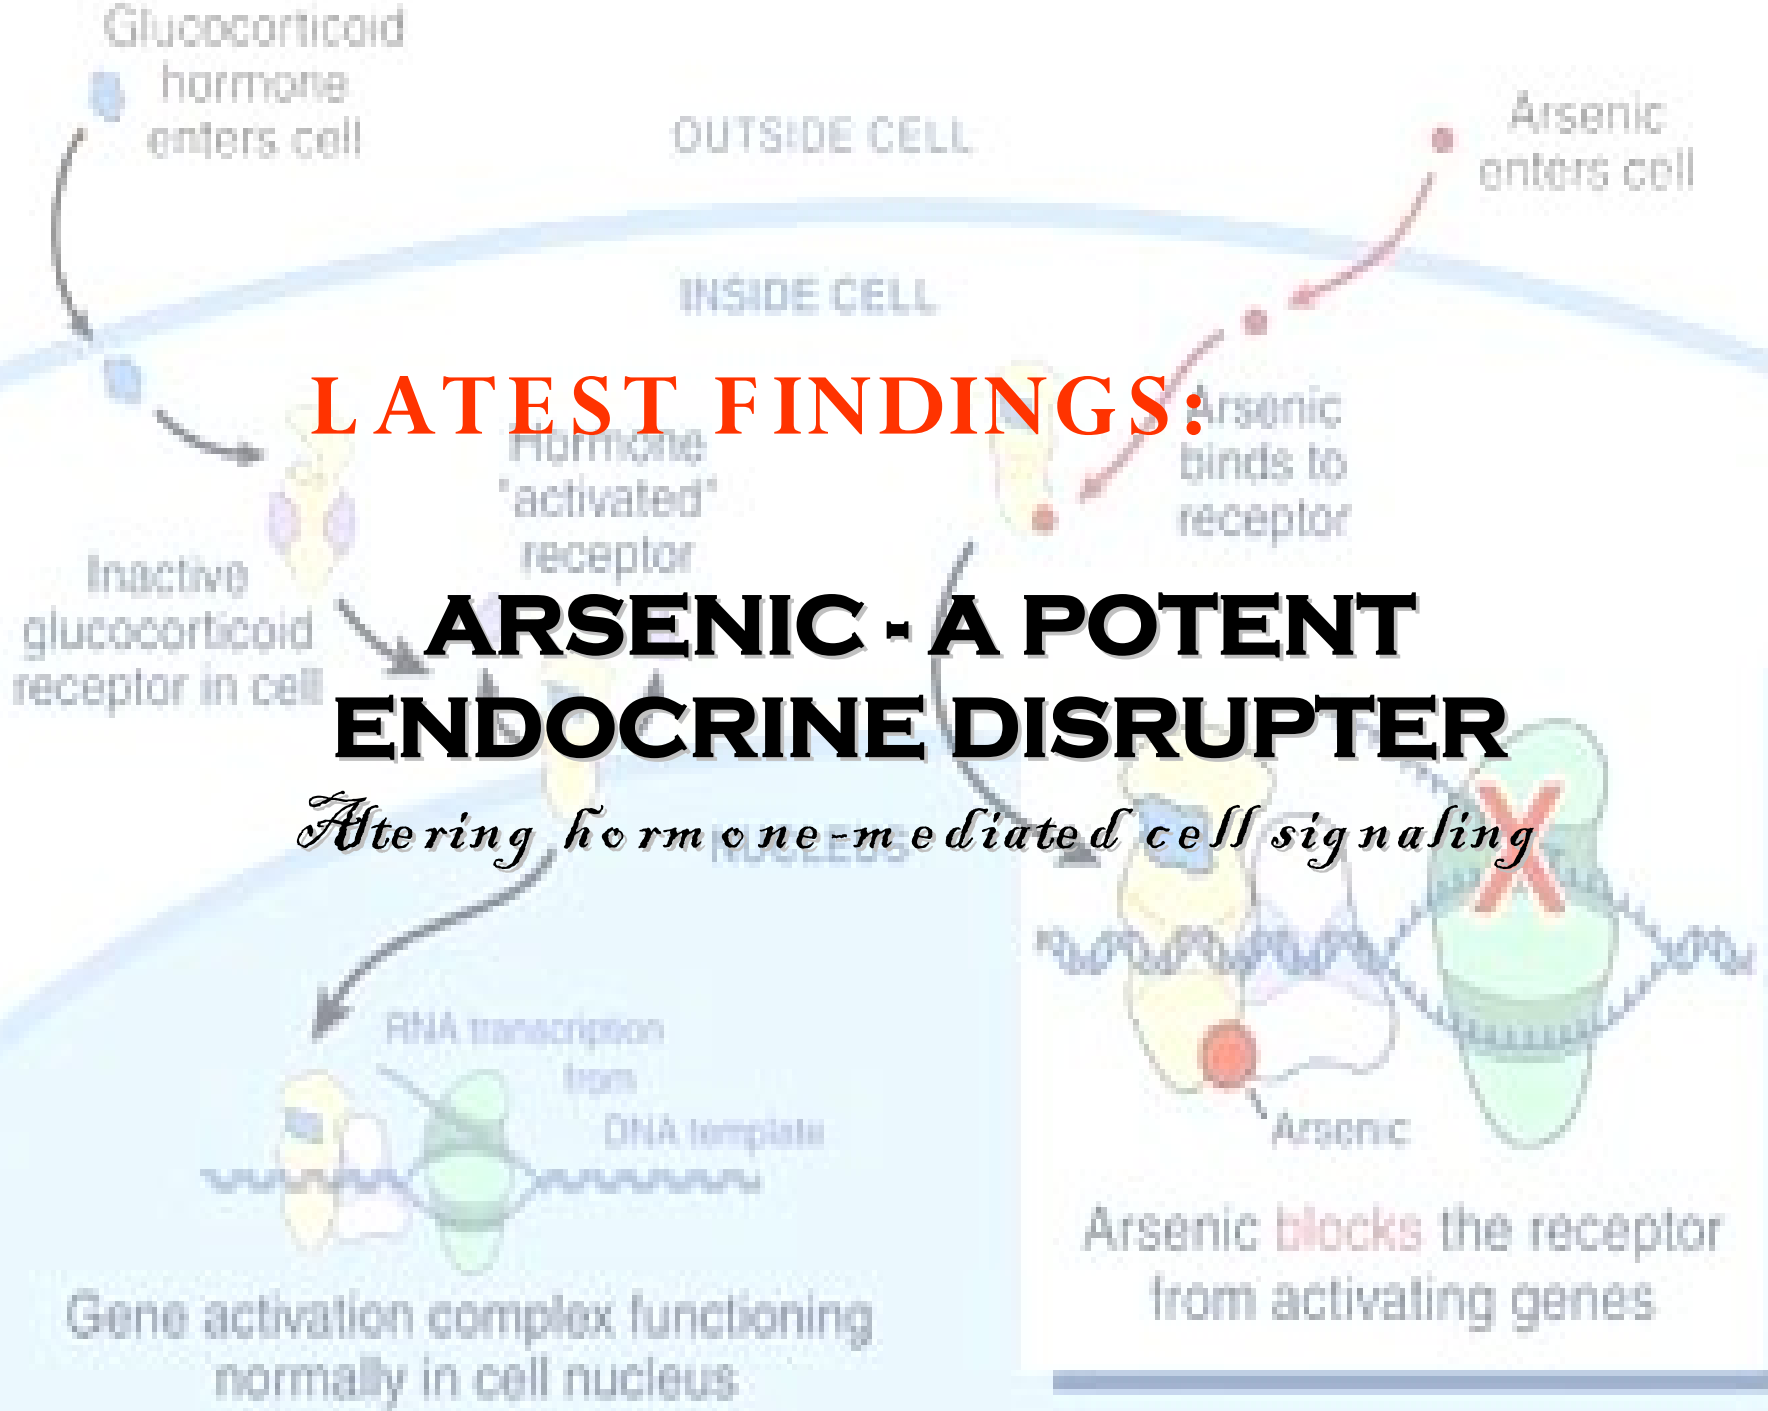 Glucocorticoid
hormone
enters cell
OUTSIDE CELL
Arsenic
enters cell
INSIDE CELL
LATEST FINDINGS:
Hormone
"activated"
receptor
Arsenic
binds to
receptor
Inactive
glucocorticoid
receptor in cell
ARSENIC - A POTENT
ENDOCRINE DISRUPTER
Altering hormone-mediated cell signaling
NUCLEUS
RNA transcription
from
DNA template
Arsenic
Arsenic blocks the receptor
from activating genes
Gene activation complex functioning
normally in cell nucleus